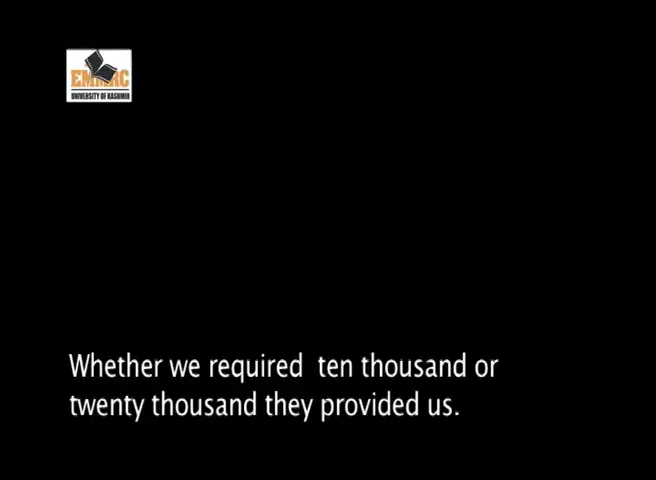 EMMRC
UNIVERSITY OF KASHMIR
Whether we required ten thousand or
twenty thousand they provided us.